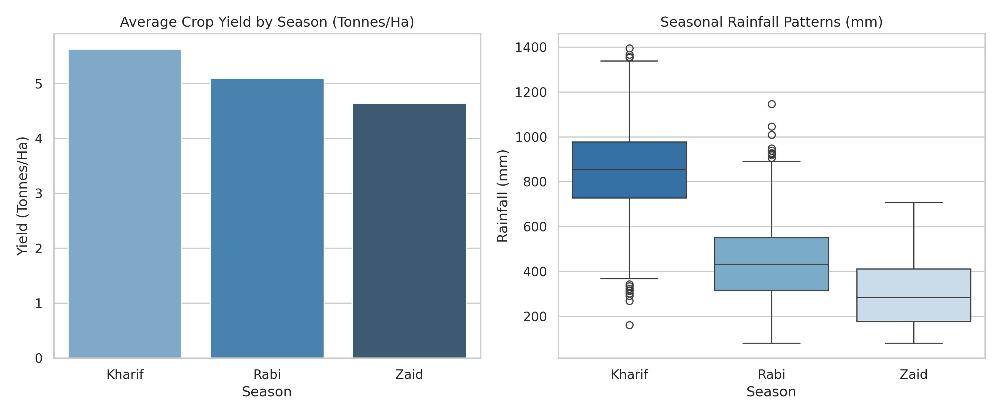 Average Crop Yield by Season (Tonnes/Ha)
Yield (Tonnes/Ha)
5
4
3
2
1
0
Kharif Rabi Zaid
Season
Seasonal Rainfall Patterns (mm)
Rainfall (mm)
1400
1200
1000
800
600
400
200
Kharif Rabi Zaid
Season